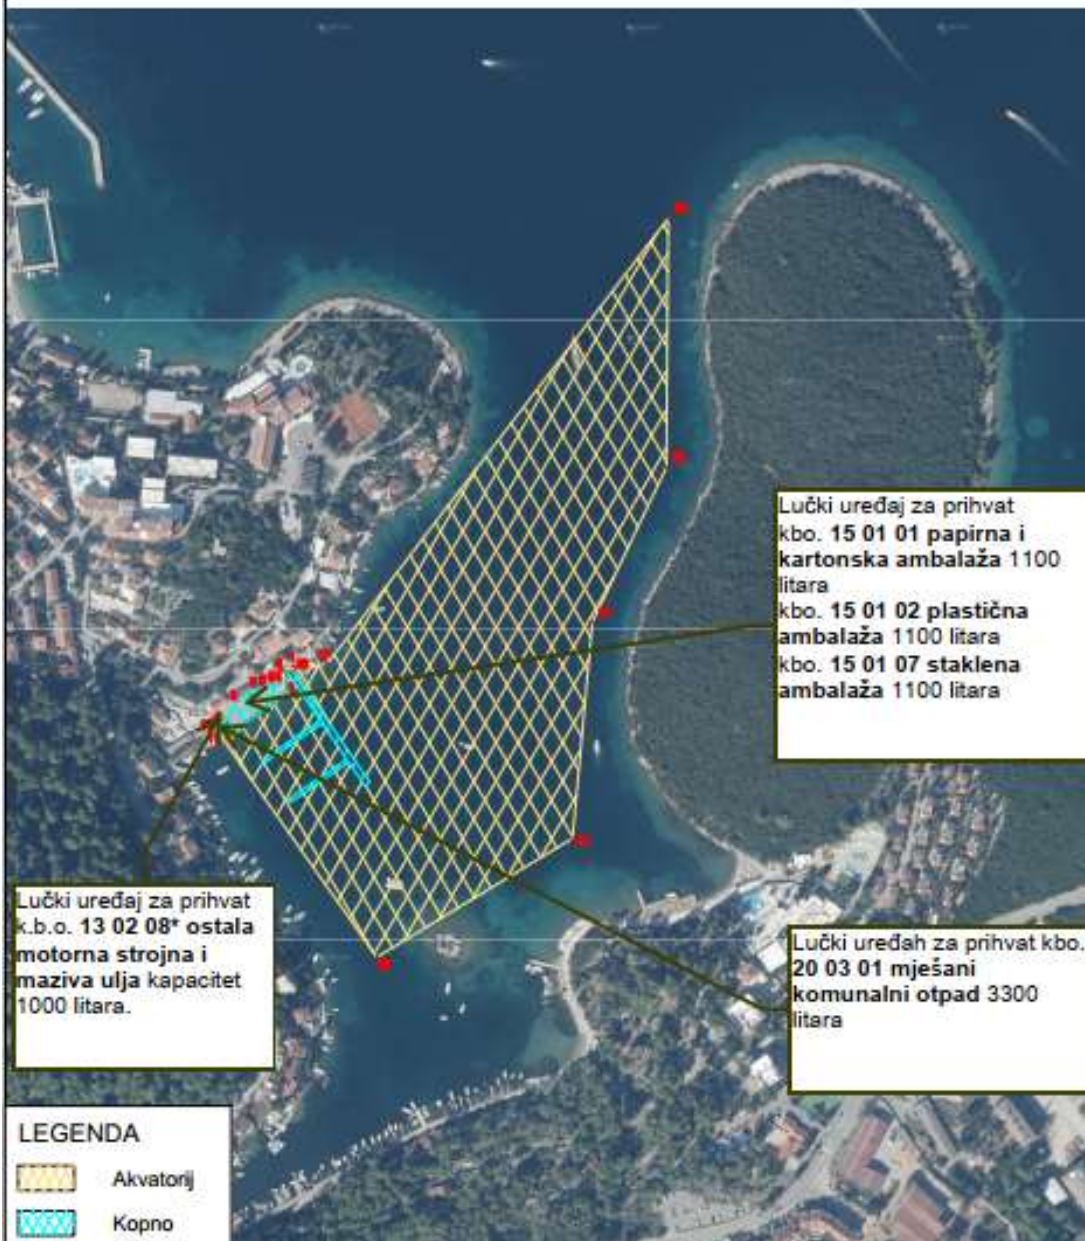 Lučki uređaj za prihvat
kbo. 15 01 01 papirna i
kartonska ambalaža 1100
litara
kbo. 15 01 02 plastična
ambalaža 1100 litara
kbo. 15 01 07 staklena
ambalaža 1100 litara
Lučki uređaj za prihvat
k.b.o. 13 02 08* ostala
motorna strojna i
maziva ulja kapacitet
1000 litara.
Lučki uređah za prihvat kbo.
20 03 01 mješani
komunalni otpad 3300
litara
LEGENDA
Akvatorij
Kopno